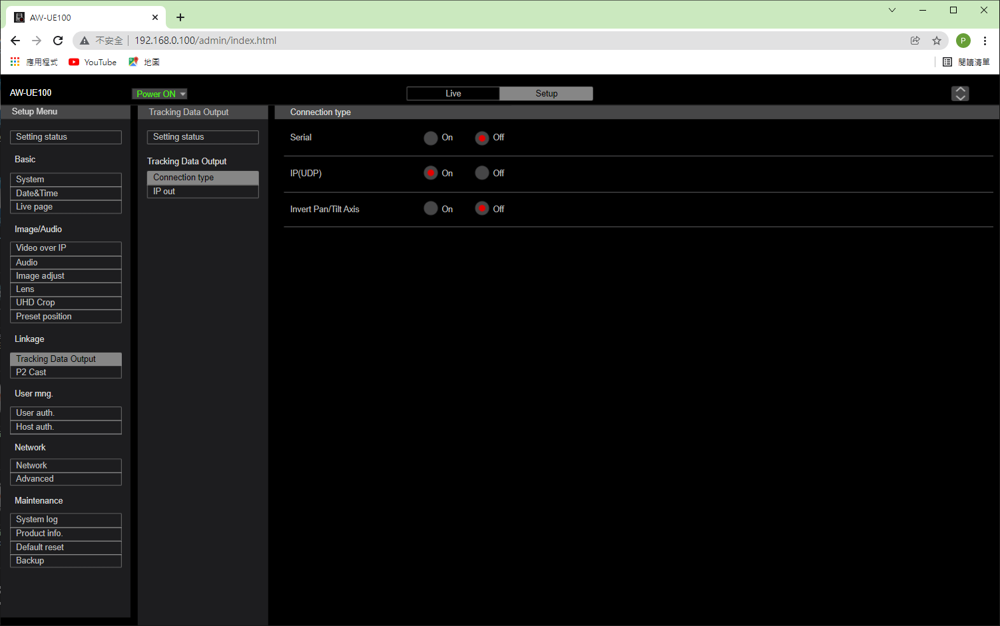 AW-UE100
不安全 192.168.0.100/admin/index.html
P
應用程式 YouTube 地圖 閱讀清單
AW-UE100 Power ON Live Setup
Setup Menu
Setting status
Basic
System
Date&Time
Live page
Image/Audio
Video over IP
Audio
Image adjust
Lens
UHD Crop
Preset position
Linkage
Tracking Data Output
P2 Cast
User mng.
User auth.
Host auth.
Network
Network
Advanced
Maintenance
System log
Product info.
Default reset
Backup
Tracking Data Output
Setting status
Tracking Data Output
Connection type
IP out
Connection type
Serial On Off
IP(UDP) On Off
Invert Pan/Tilt Axis On Off